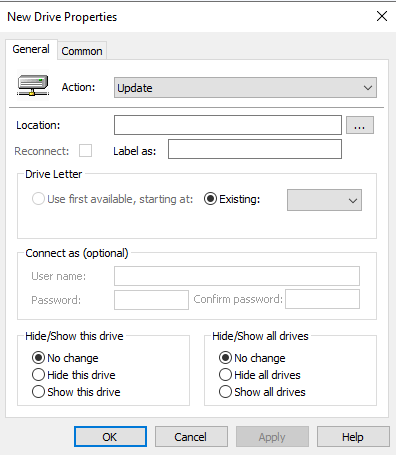 New Drive Properties
General Common
Action: Update
Location: ...
Reconnect: Label as:
Drive Letter
Use first available, starting at: Existing:
Connect as (optional)
User name:
Password: Confirm password:
Hide/Show this drive
No change
Hide this drive
Show this drive
Hide/Show all drives
No change
Hide all drives
Show all drives
OK Cancel Apply Help